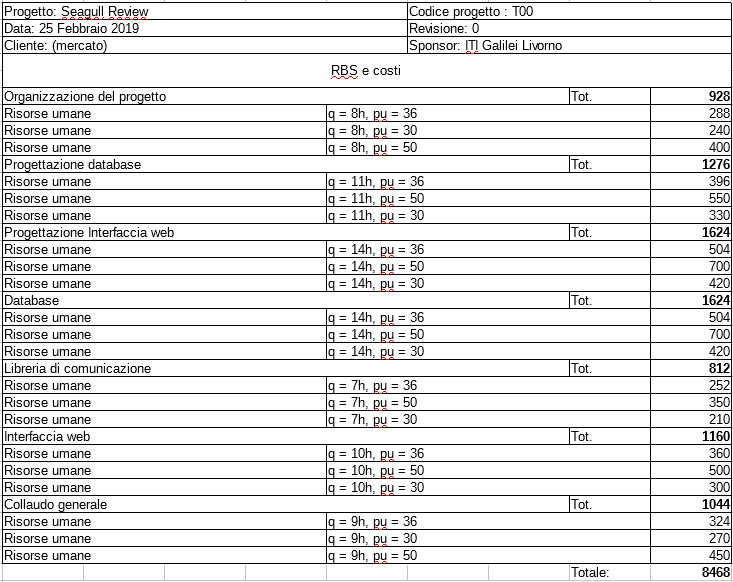 Progetto: Seagull Review Codice progetto : T00
Data: 25 Febbraio 2019 Revisione: 0
Cliente: (mercato) Sponsor: ITI Galilei Livorno
RBS e costi
Organizzazione del progetto Tot. 928
Risorse umane q = 8h, pu = 36 288
Risorse umane q = 8h, pu = 30 240
Risorse umane q = 8h, pu = 50 400
Progettazione database Tot. 1276
Risorse umane q = 11h, pu = 36 396
Risorse umane q = 11h, pu = 50 550
Risorse umane q = 11h, pu = 30 330
Progettazione Interfaccia web Tot. 1624
Risorse umane q = 14h, pu = 36 504
Risorse umane q = 14h, pu = 50 700
Risorse umane q = 14h, pu = 30 420
Database Tot. 1624
Risorse umane q = 14h, pu = 36 504
Risorse umane q = 14h, pu = 50 700
Risorse umane q = 14h, pu = 30 420
Libreria di comunicazione Tot. 812
Risorse umane q = 7h, pu = 36 252
Risorse umane q = 7h, pu = 50 350
Risorse umane q = 7h, pu = 30 210
Interfaccia web Tot. 1160
Risorse umane q = 10h, pu = 36 360
Risorse umane q = 10h, pu = 50 500
Risorse umane q = 10h, pu = 30 300
Collaudo generale Tot. 1044
Risorse umane q = 9h, pu = 36 324
Risorse umane q = 9h, pu = 30 270
Risorse umane q = 9h, pu = 50 450
Totale: 8468